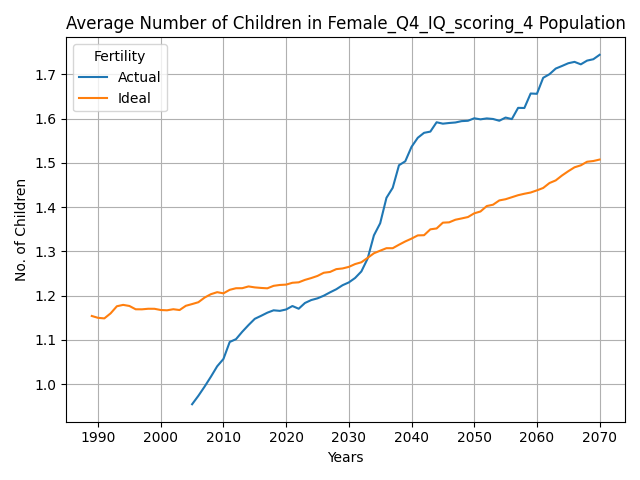 Average Number of Children in Female_Q4_IQ_scoring_4 Population
Fertility
Actual
Ideal
No. of Children
1.7
1.6
1.5
1.4
1.3
1.2
1.1
1.0
1990 2000 2010 2020 2030 2040 2050 2060 2070
Years